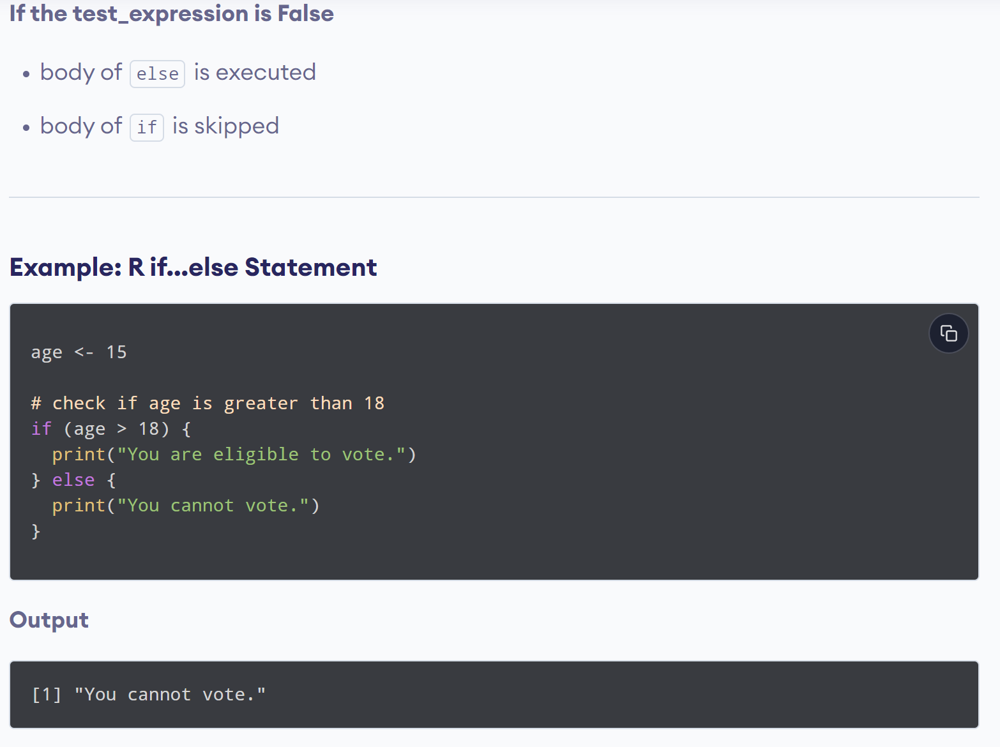 If the test_expression is False
• body of else is executed
• body of if is skipped
Example: R if...else Statement
age <- 15
# check if age is greater than 18
if (age > 18) {
  print("You are eligible to vote.")
} else {
  print("You cannot vote.")
}
Output
[1] "You cannot vote."